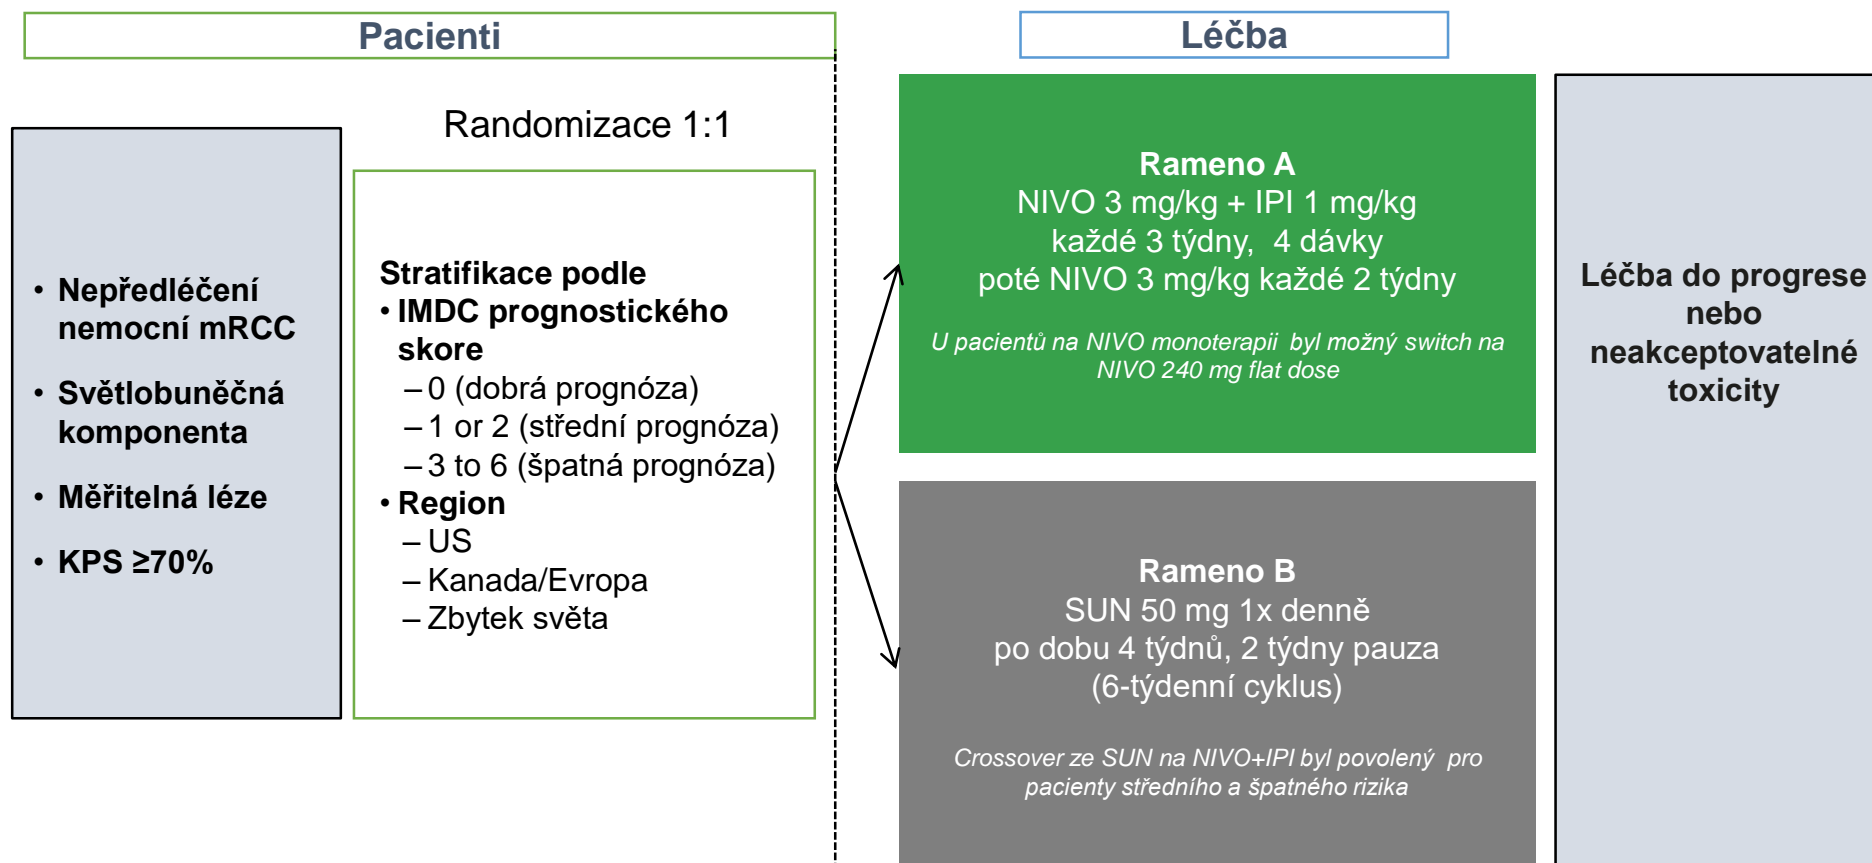 Pacienti
Léčba
Randomizace 1:1
• Nepředléčení
nemocní mRCC
• Světlobuněčná
komponenta
• Měřitelná léze
• KPS ≥70%
Stratifikace podle
• IMDC prognostického
skore
– 0 (dobrá prognóza)
– 1 or 2 (střední prognóza)
– 3 to 6 (špatná prognóza)
• Region
– US
– Kanada/Evropa
– Zbytek světa
Rameno A
NIVO 3 mg/kg + IPI 1 mg/kg
každé 3 týdny, 4 dávky
poté NIVO 3 mg/kg každé 2 týdny
U pacientů na NIVO monoterapii byl možný switch na
NIVO 240 mg flat dose
Rameno B
SUN 50 mg 1x denně
po dobu 4 týdnů, 2 týdny pauza
(6-týdenní cyklus)
Crossover ze SUN na NIVO+IPI byl povolený pro
pacienty středního a špatného rizika
Léčba do progrese
nebo
neakceptovatelné
toxicity